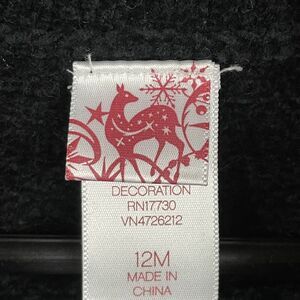 DECORATION
RN17730
VN4726212
12M
MADE IN
CHINA